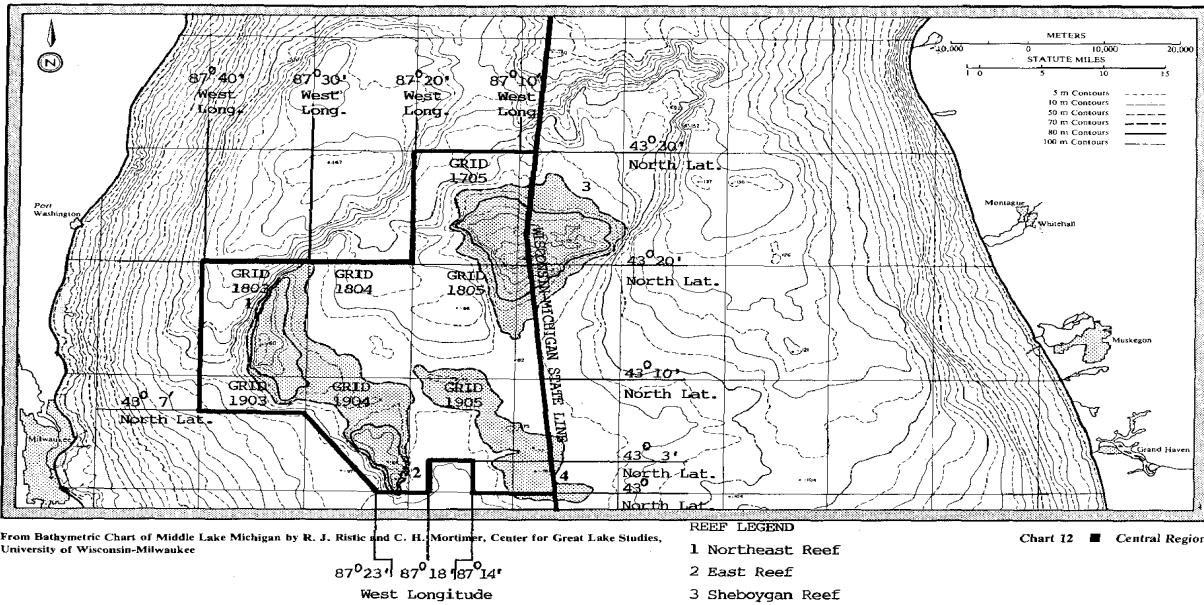 METERS
10,000 0 10,000 20,000
STATUTE MILES
1 0 5 10 15
5 m Contours
10 m Contours
50 m Contours
70 m Contours
80 m Contours
100 m Contours
N
87° 40' 87° 30' 87° 20' 87° 10'
West West West West
Long. Long. Long. Long
43° 30'
North Lat.
GRID
1705
3
Port
Washington
Montague
Whitehall
WISCONSIN-MICHIGAN STATE LINE
43° 20'
North Lat.
GRID
1803
1
GRID
1804
GRID
1805
Muskegon
43° 10'
North Lat.
GRID
1903
GRID
1904
GRID
1905
43° 7'
North Lat.
Milwaukee
2
4
43° 3'
North Lat.
43°
North Lat.
Grand Haven
From Bathymetric Chart of Middle Lake Michigan by R. J. Ristic and C. H. Mortimer, Center for Great Lake Studies,
University of Wisconsin-Milwaukee
Chart 12 ■ Central Region
87° 23' 87° 18' 87° 14'
West Longitude
REEF LEGEND
1 Northeast Reef
2 East Reef
3 Sheboygan Reef